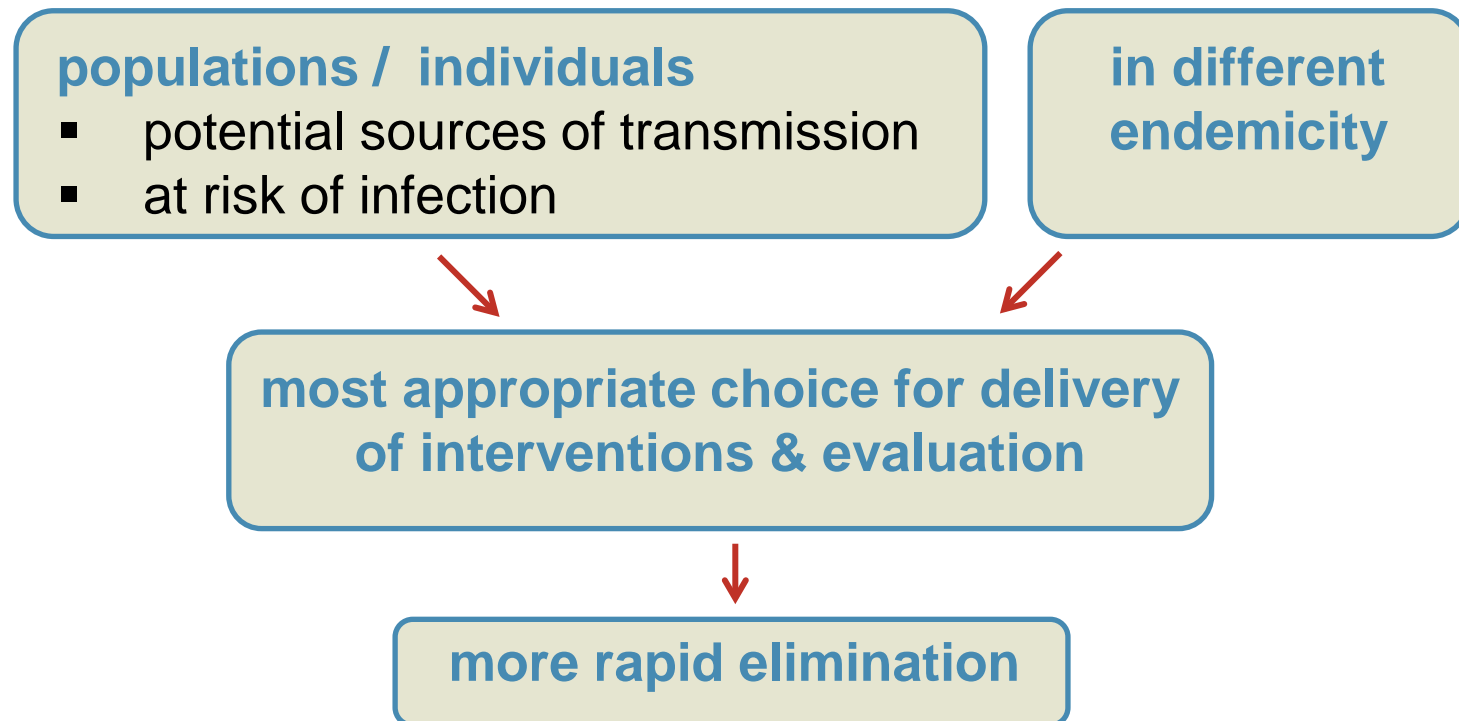 populations / individuals
▪ potential sources of transmission
▪ at risk of infection
in different
endemicity
most appropriate choice for delivery
of interventions & evaluation
more rapid elimination